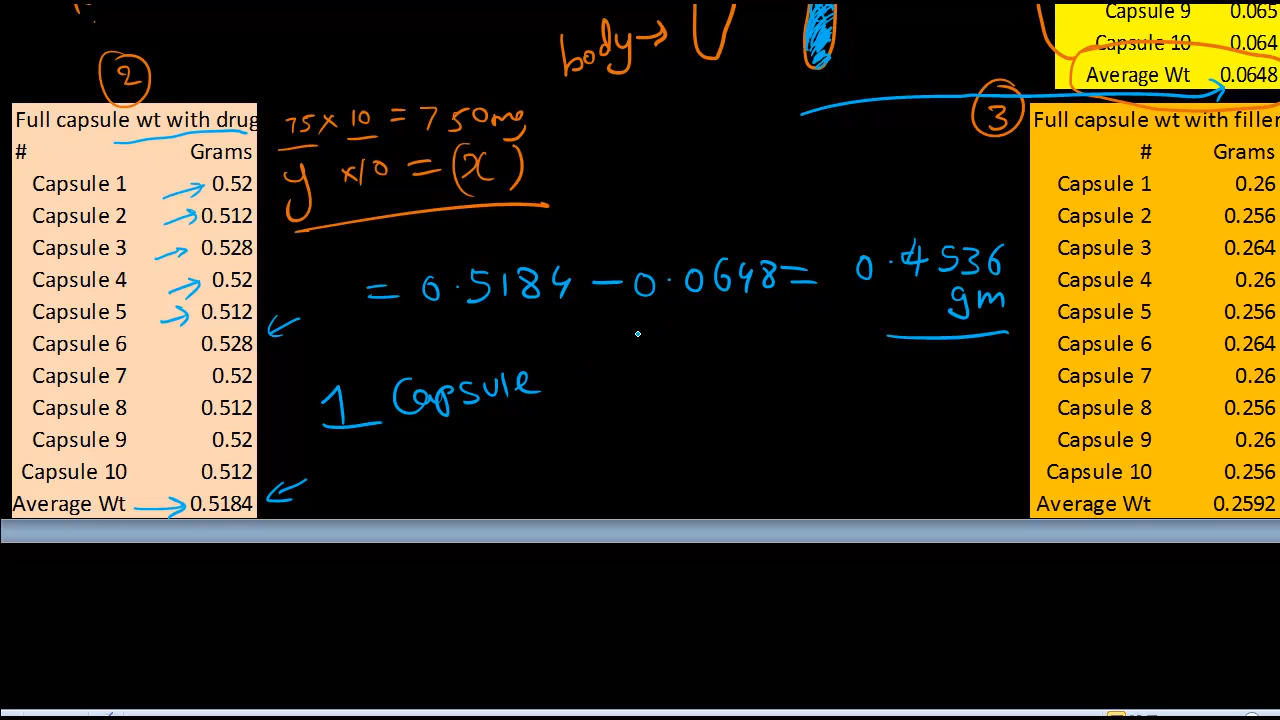 body→
Capsule 9 0.065
Capsule 10 0.064
Average Wt 0.0648
2
Full capsule wt with drug
# Grams
Capsule 1 0.52
Capsule 2 0.512
Capsule 3 0.528
Capsule 4 0.52
Capsule 5 0.512
Capsule 6 0.528
Capsule 7 0.52
Capsule 8 0.512
Capsule 9 0.52
Capsule 10 0.512
Average Wt 0.5184
75 × 10 = 750mg
y ×10 = (x)
= 0.5184 − 0.0648 = 0.4536
gm
1 Capsule
3
Full capsule wt with filler
# Grams
Capsule 1 0.26
Capsule 2 0.256
Capsule 3 0.264
Capsule 4 0.26
Capsule 5 0.256
Capsule 6 0.264
Capsule 7 0.26
Capsule 8 0.256
Capsule 9 0.26
Capsule 10 0.256
Average Wt 0.2592